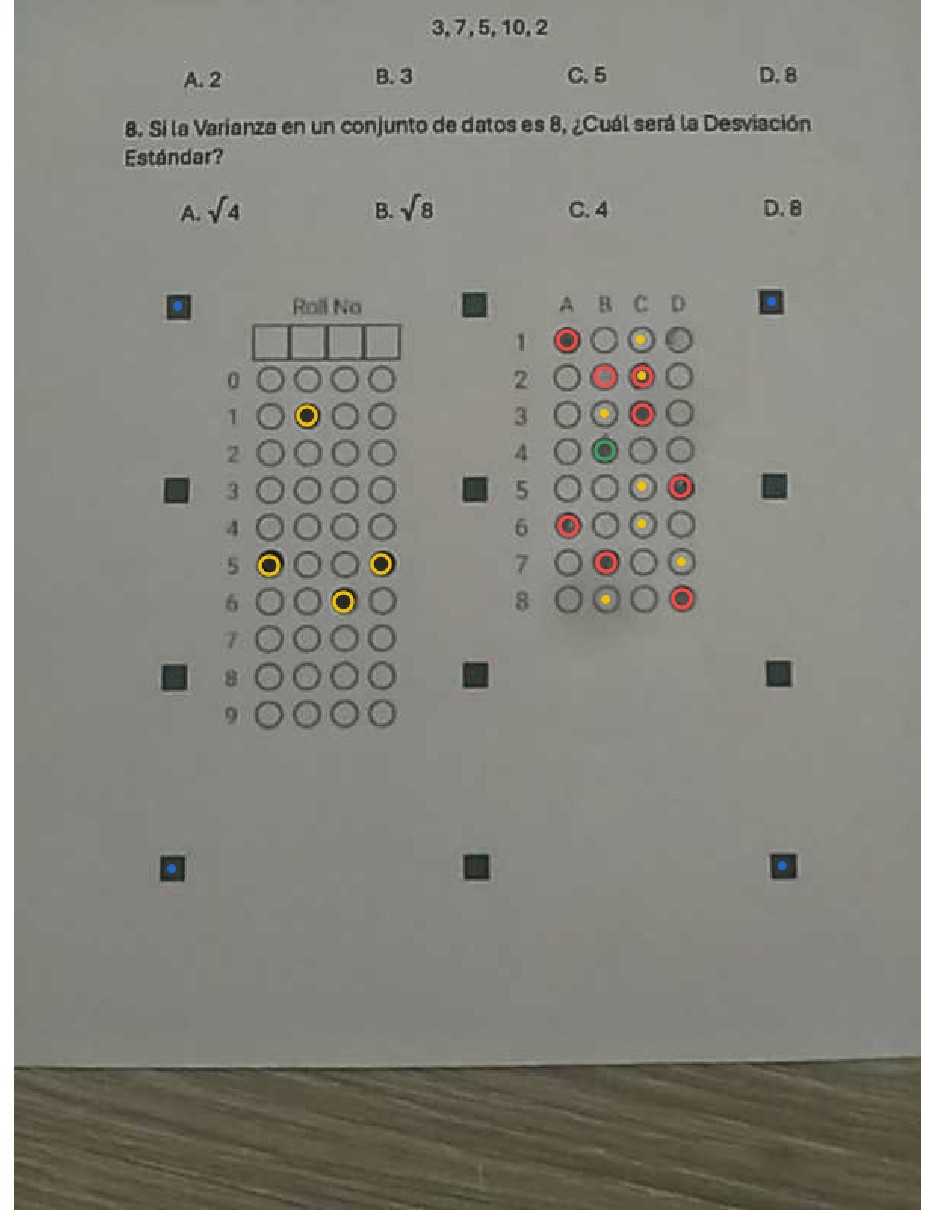 3, 7, 5, 10, 2
A. 2 B. 3 C. 5 D. 8
8. Si la Varianza en un conjunto de datos es 8, ¿Cuál será la Desviación
Estándar?
A. √4 B. √8 C. 4 D. 8
Roll No
0
1
2
3
4
5
6
7
8
9
A B C D
1
2
3
4
5
6
7
8